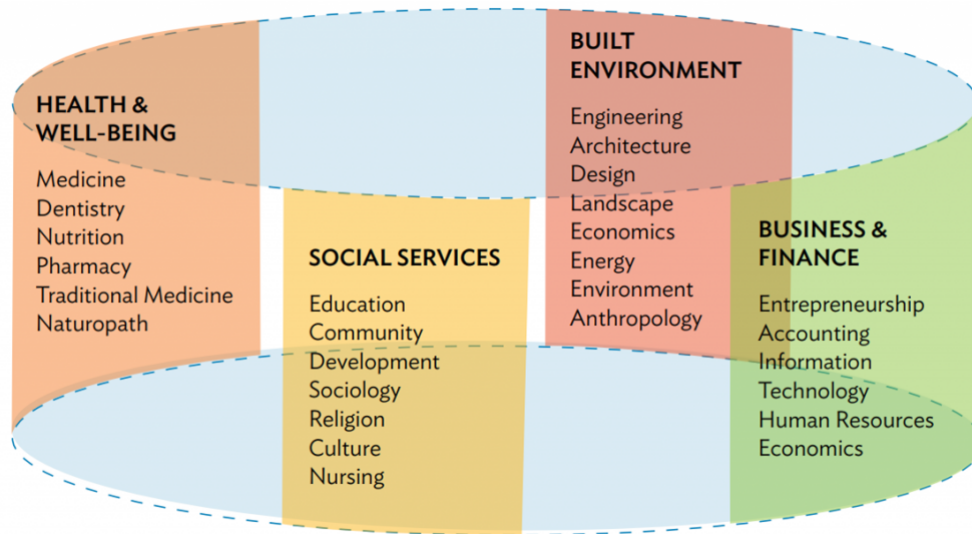 HEALTH &
WELL-BEING
Medicine
Dentistry
Nutrition
Pharmacy
Traditional Medicine
Naturopath
SOCIAL SERVICES
Education
Community
Development
Sociology
Religion
Culture
Nursing
BUILT
ENVIRONMENT
Engineering
Architecture
Design
Landscape
Economics
Energy
Environment
Anthropology
BUSINESS &
FINANCE
Entrepreneurship
Accounting
Information
Technology
Human Resources
Economics